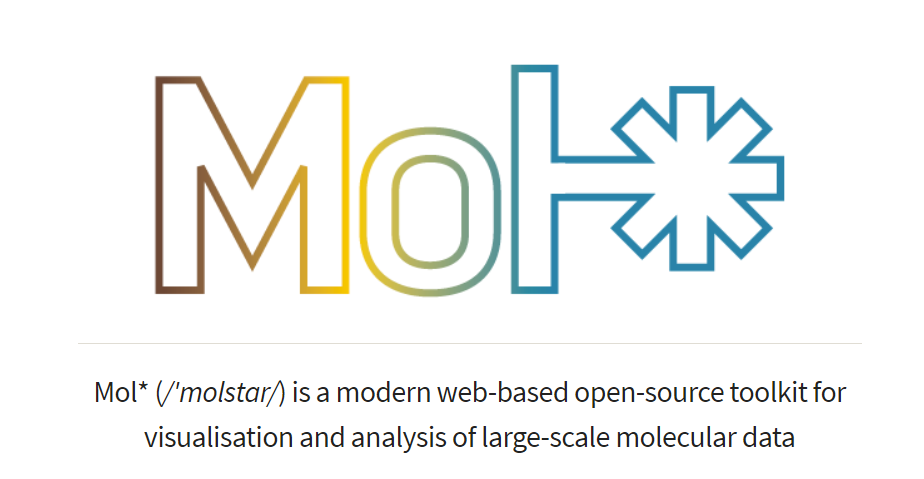 Mol*
Mol* (/'molstar/) is a modern web-based open-source toolkit for
visualisation and analysis of large-scale molecular data